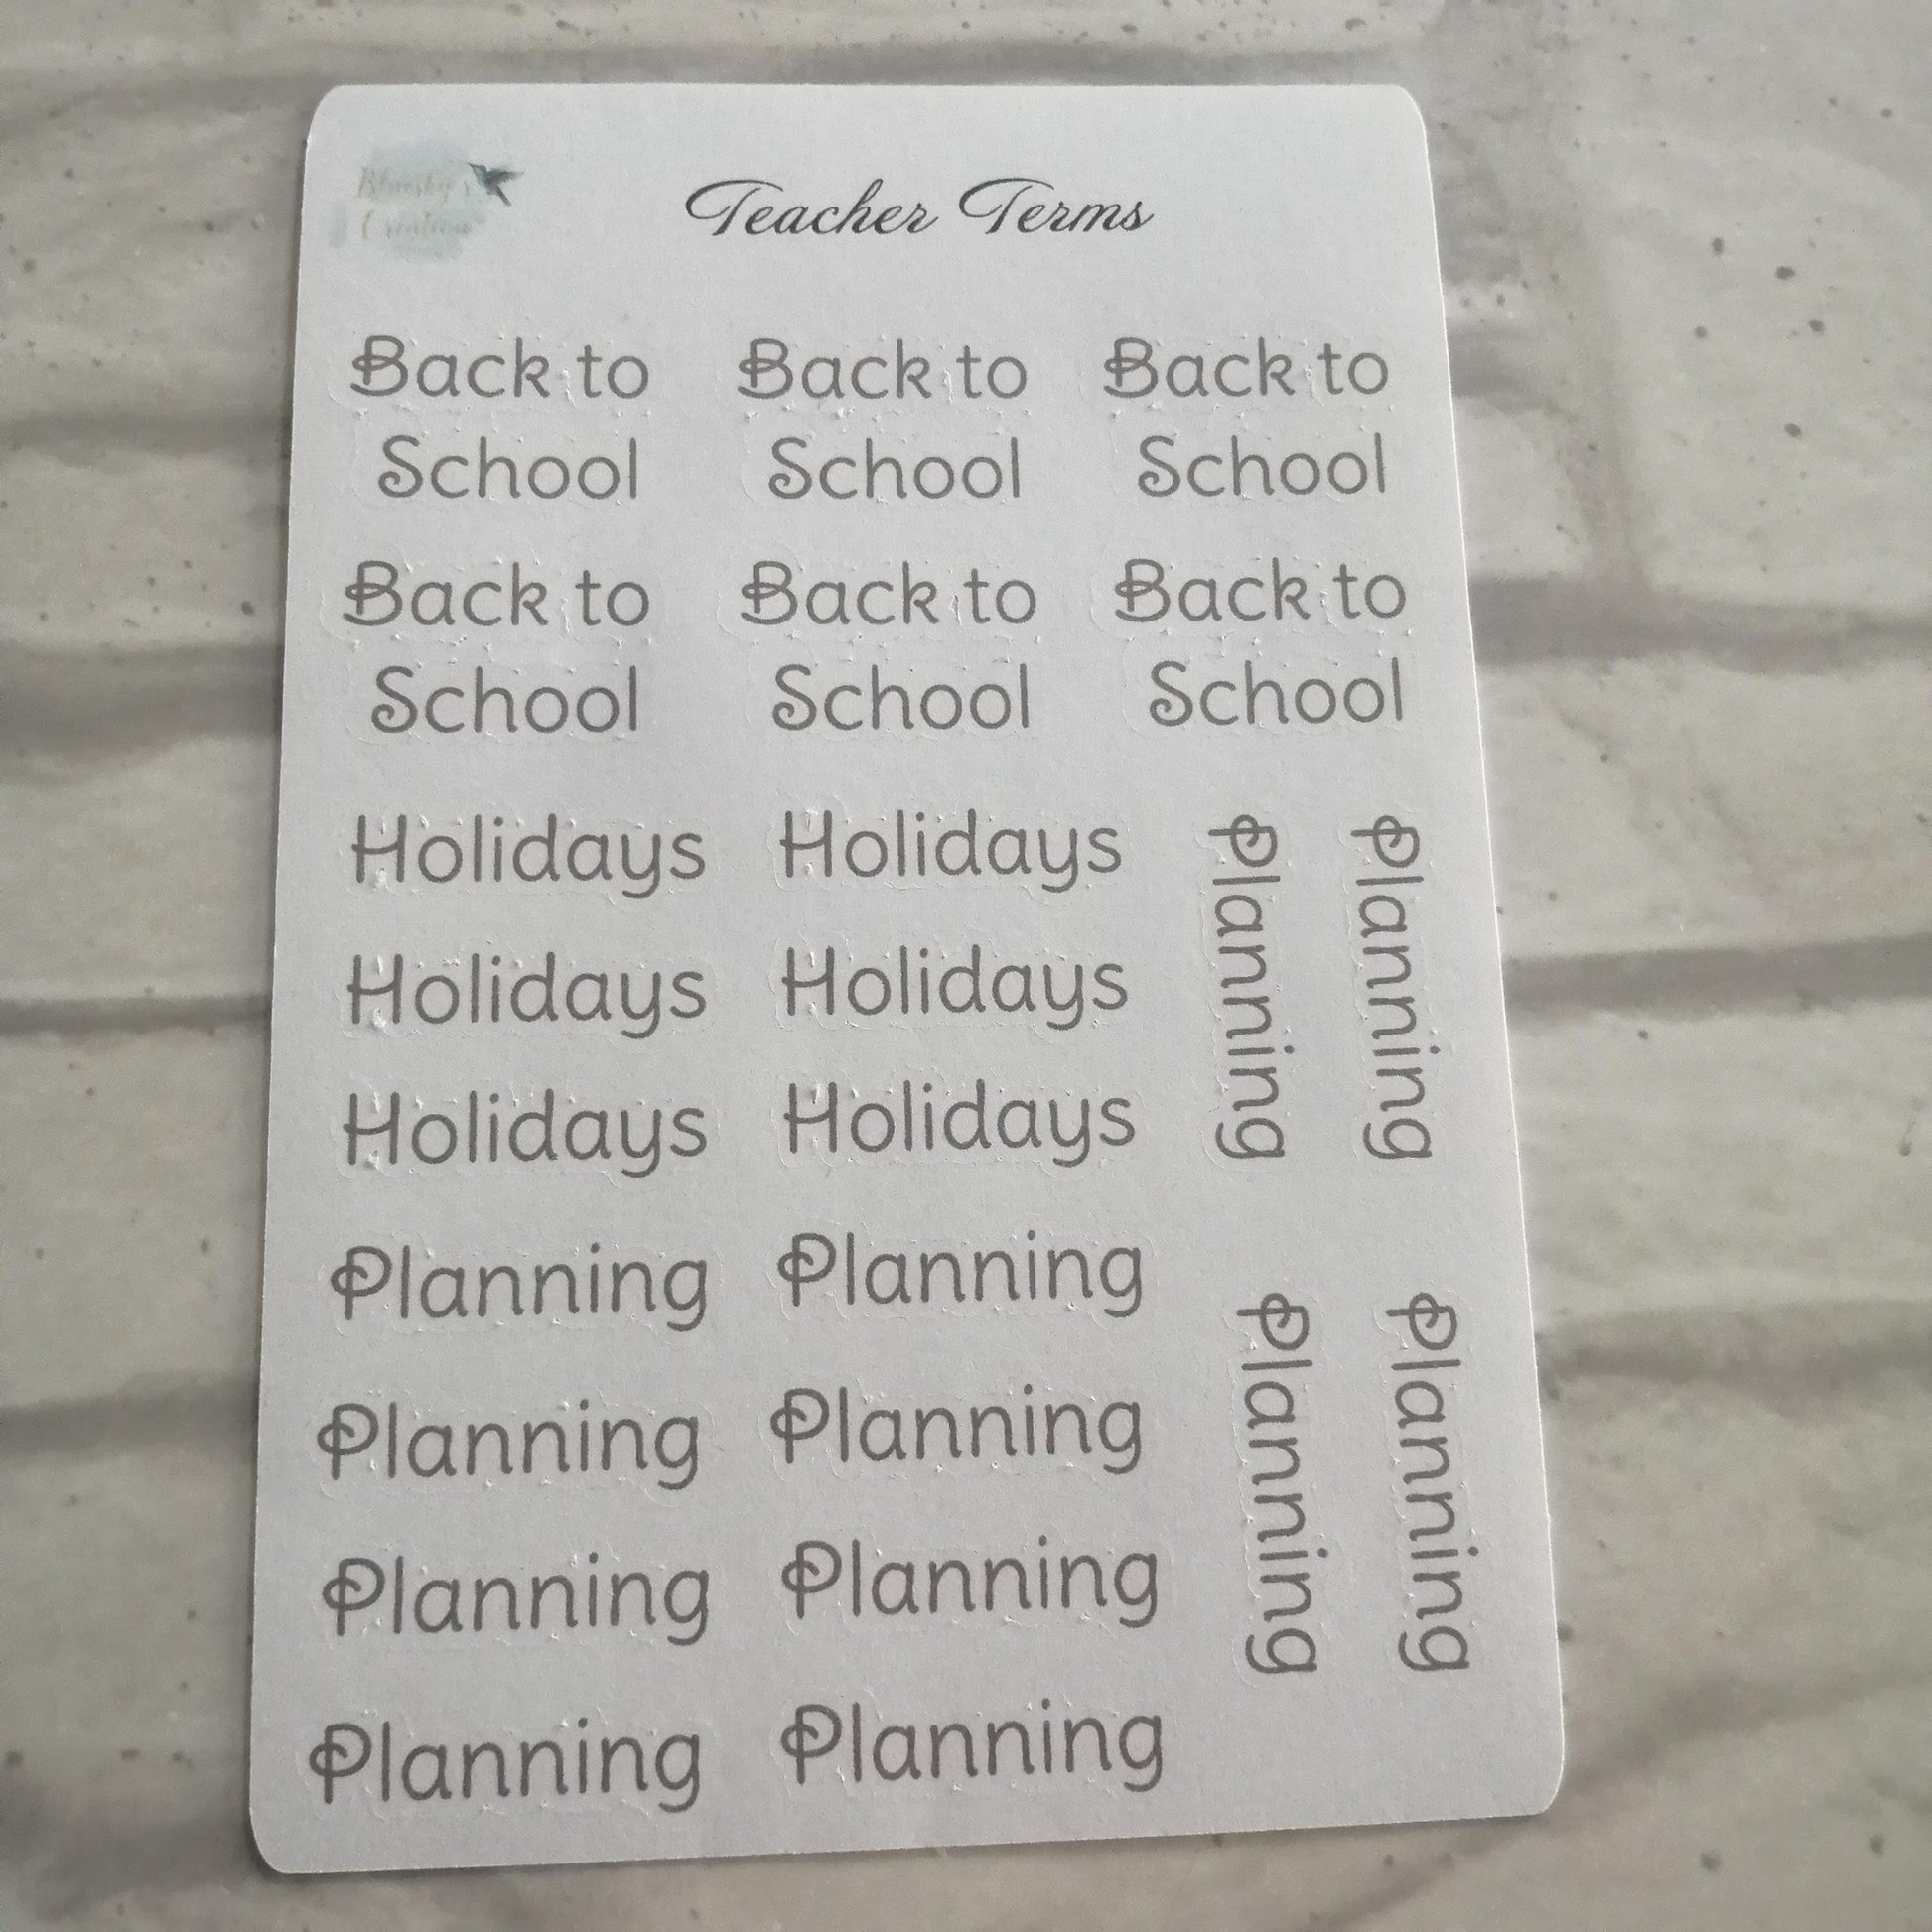 Bluesky's
Creations
Teacher Terms
Back to Back to Back to
School School School
Back to Back to Back to
School School School
Holidays Holidays
Holidays Holidays
Holidays Holidays
Planning Planning
Planning Planning
Planning Planning
Planning Planning
Planning Planning
Planning Planning